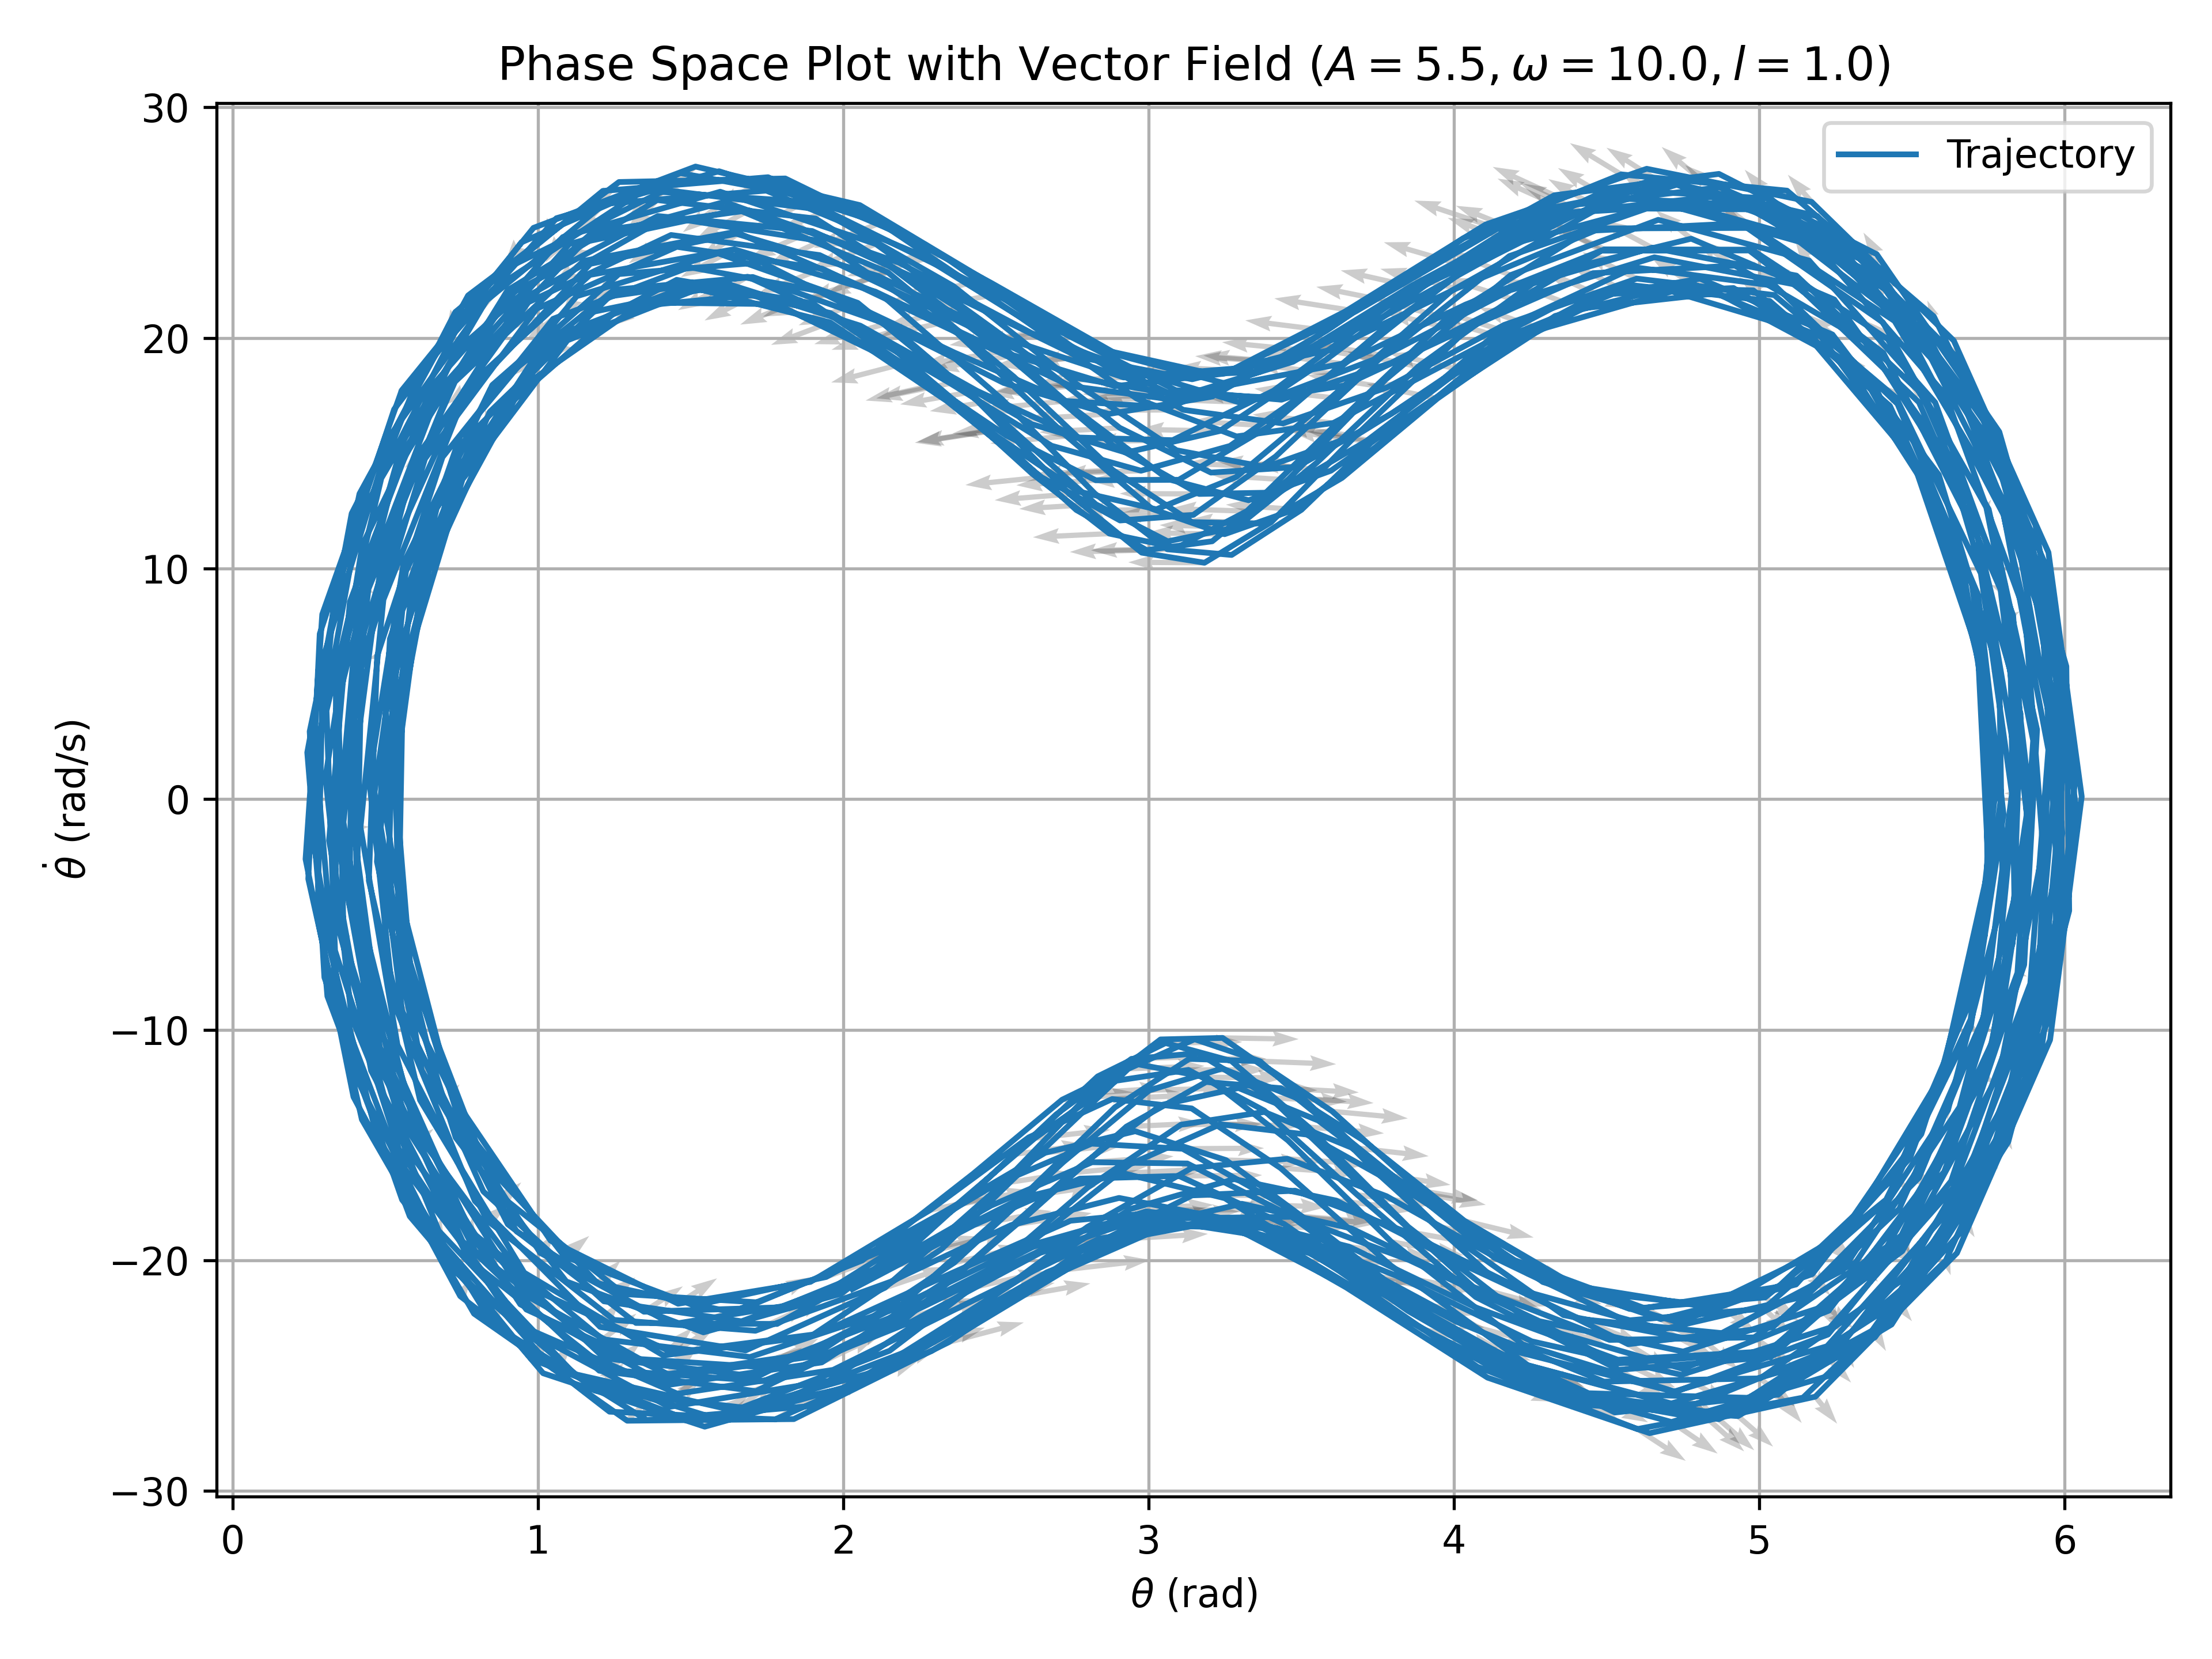 Phase Space Plot with Vector Field (A = 5.5, ω = 10.0, l = 1.0)
Trajectory
30
20
10
0
−10
−20
−30
θ̇ (rad/s)
0 1 2 3 4 5 6
θ (rad)